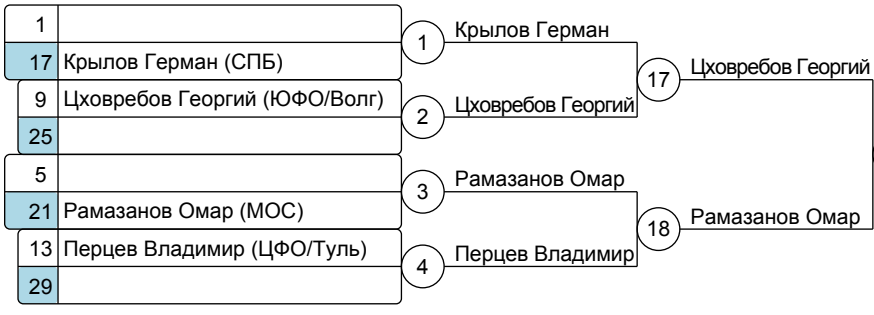 1
17 Крылов Герман (СПБ)
9 Цховребов Георгий (ЮФО/Волг)
25
5
21 Рамазанов Омар (МОС)
13 Перцев Владимир (ЦФО/Туль)
29
1 Крылов Герман
2 Цховребов Георгий
3 Рамазанов Омар
4 Перцев Владимир
17 Цховребов Георгий
18 Рамазанов Омар